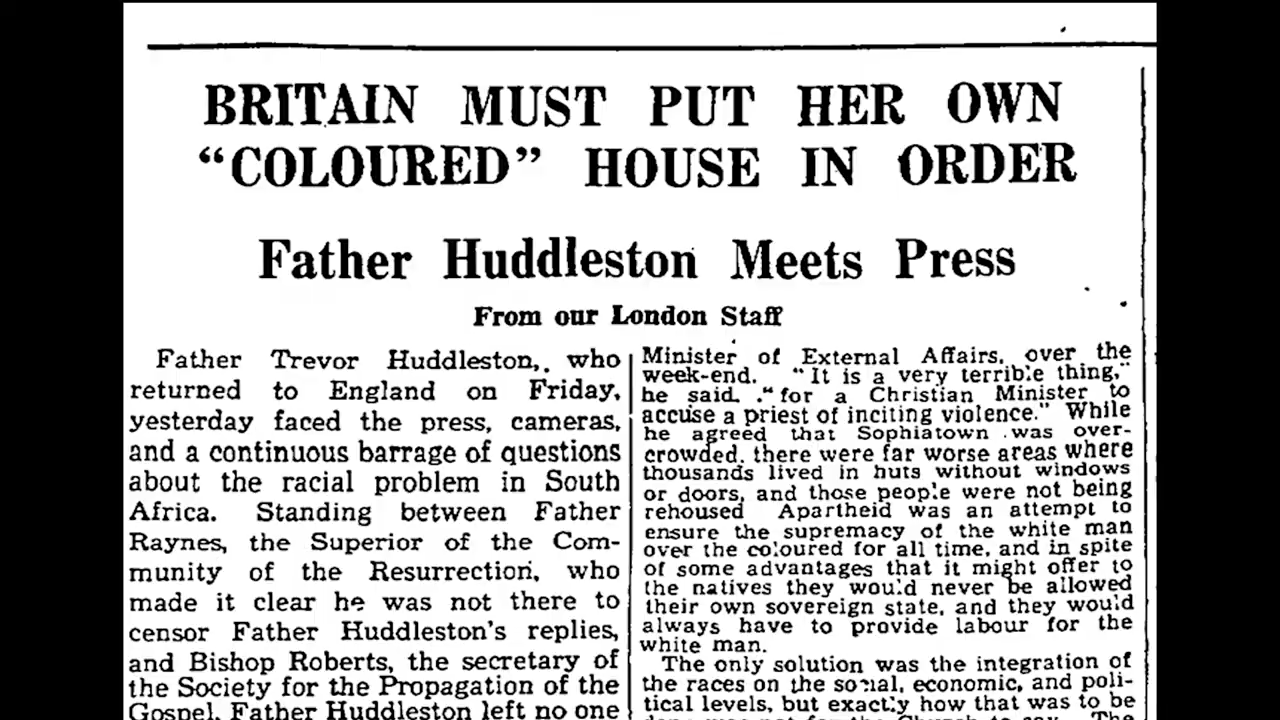 BRITAIN MUST PUT HER OWN
“COLOURED” HOUSE IN ORDER
Father Huddleston Meets Press
From our London Staff
Father Trevor Huddleston, who
returned to England on Friday,
yesterday faced the press, cameras,
and a continuous barrage of questions
about the racial problem in South
Africa. Standing between Father
Raynes, the Superior of the Com-
munity of the Resurrection, who
made it clear he was not there to
censor Father Huddleston's replies,
and Bishop Roberts, the secretary of
the Society for the Propagation of the
Gospel, Father Huddleston left no one
Minister of External Affairs, over the
week-end. “It is a very terrible thing,”
he said, “for a Christian Minister to
accuse a priest of inciting violence.” While
he agreed that Sophiatown was over-
crowded, there were far worse areas where
thousands lived in huts without windows
or doors, and those people were not being
rehoused Apartheid was an attempt to
ensure the supremacy of the white man
over the coloured for all time, and in spite
of some advantages that it might offer to
the natives they would never be allowed
their own sovereign state, and they would
always have to provide labour for the
white man.
The only solution was the integration of
the races on the social, economic, and poli-
tical levels, but exactly how that was to be